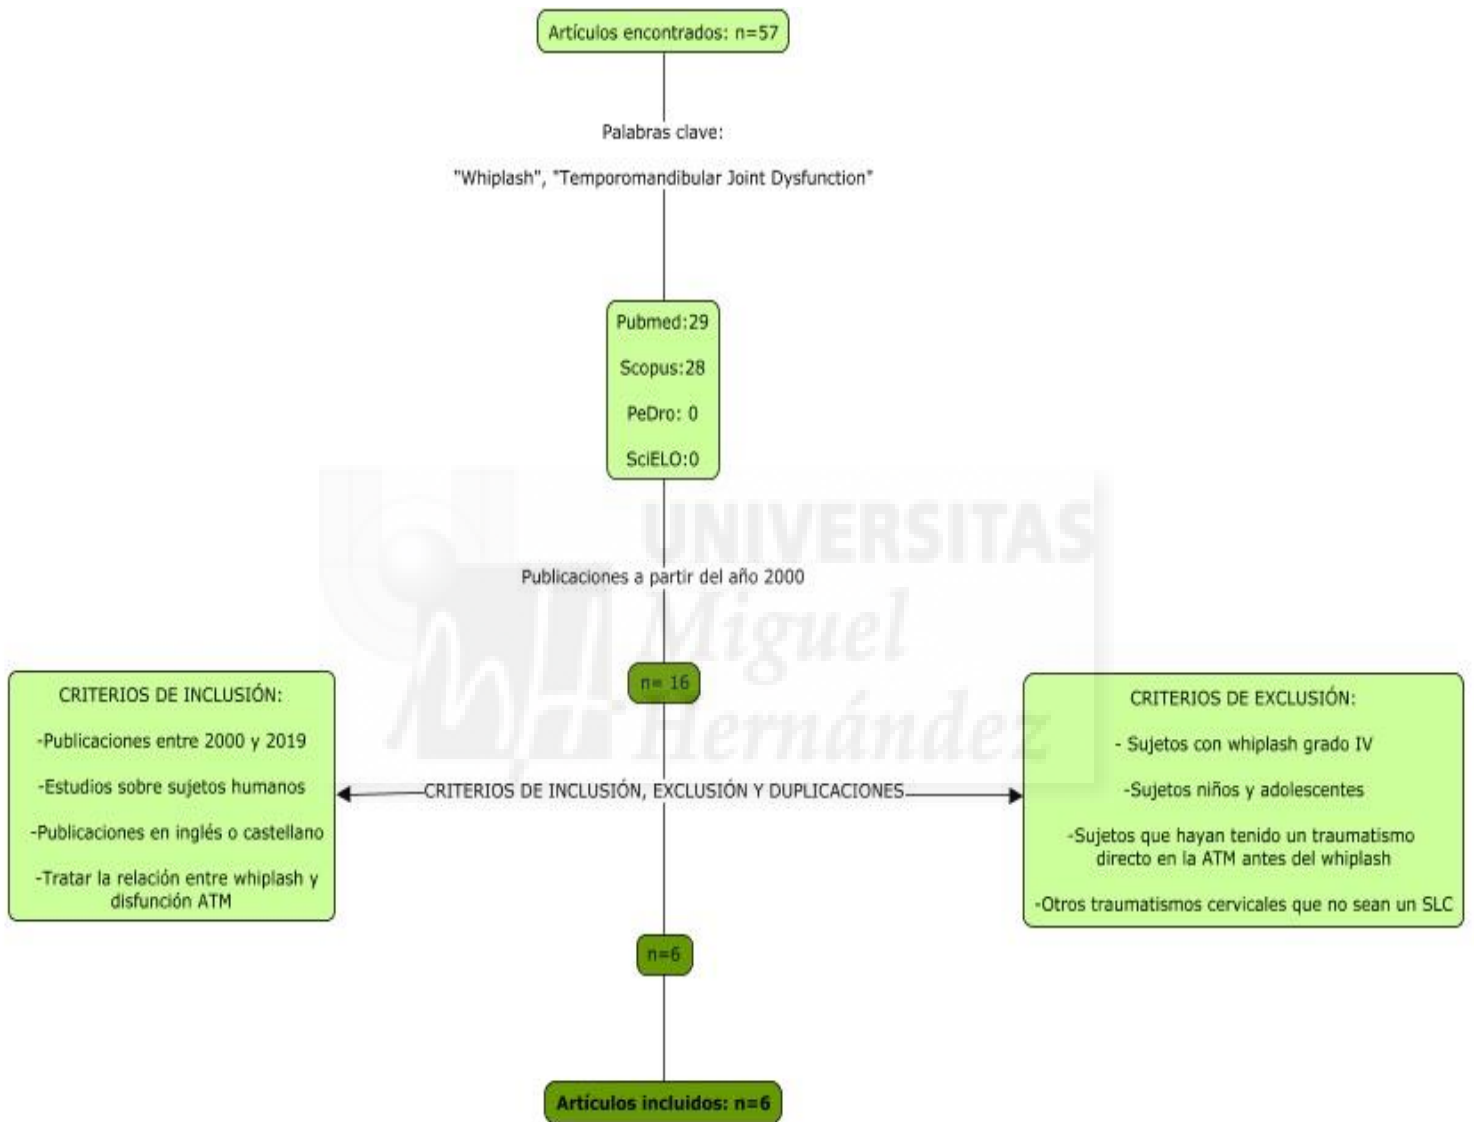 Artículos encontrados: n=57
Palabras clave:
"Whiplash", "Temporomandibular Joint Dysfunction"
Pubmed:29
Scopus:28
PeDro: 0
SciELO:0
UNIVERSITAS
Publicaciones a partir del año 2000
Miguel
Hernández
n= 16
CRITERIOS DE INCLUSIÓN:
-Publicaciones entre 2000 y 2019
-Estudios sobre sujetos humanos
-Publicaciones en inglés o castellano
-Tratar la relación entre whiplash y
disfunción ATM
CRITERIOS DE INCLUSIÓN, EXCLUSIÓN Y DUPLICACIONES
CRITERIOS DE EXCLUSIÓN:
- Sujetos con whiplash grado IV
-Sujetos niños y adolescentes
-Sujetos que hayan tenido un traumatismo
directo en la ATM antes del whiplash
-Otros traumatismos cervicales que no sean un SLC
n=6
Artículos incluidos: n=6